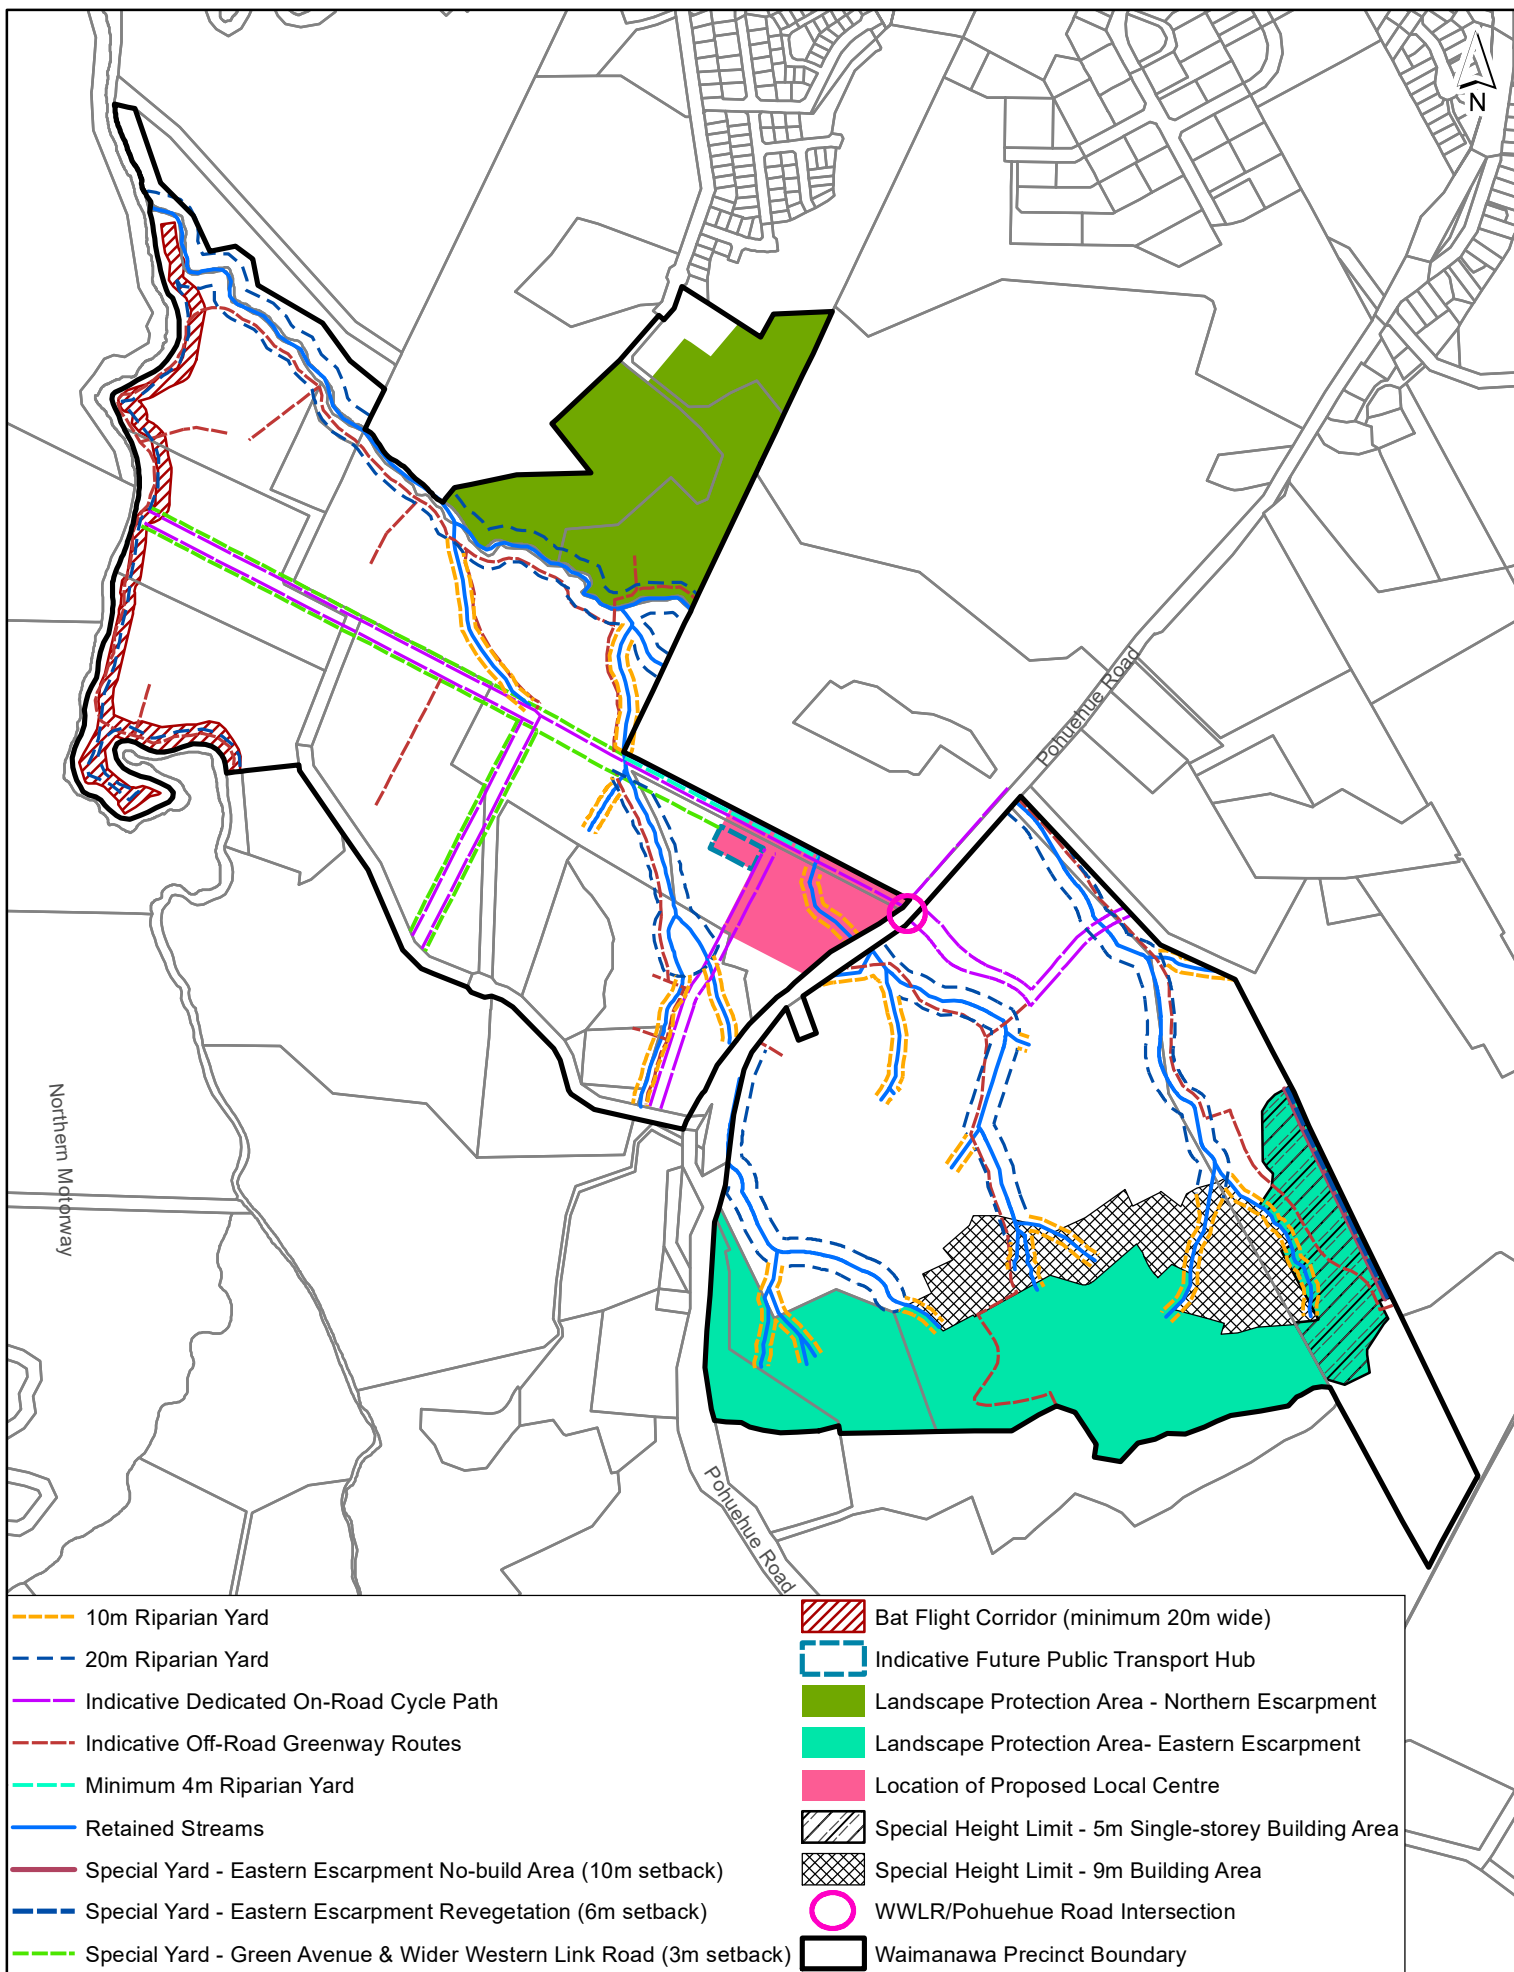 N
Pohuehue Road
Northern Motorway
Pohuehue Road
10m Riparian Yard
20m Riparian Yard
Indicative Dedicated On-Road Cycle Path
Indicative Off-Road Greenway Routes
Minimum 4m Riparian Yard
Retained Streams
Special Yard - Eastern Escarpment No-build Area (10m setback)
Special Yard - Eastern Escarpment Revegetation (6m setback)
Special Yard - Green Avenue & Wider Western Link Road (3m setback)
Bat Flight Corridor (minimum 20m wide)
Indicative Future Public Transport Hub
Landscape Protection Area - Northern Escarpment
Landscape Protection Area- Eastern Escarpment
Location of Proposed Local Centre
Special Height Limit - 5m Single-storey Building Area
Special Height Limit - 9m Building Area
WWLR/Pohuehue Road Intersection
Waimanawa Precinct Boundary